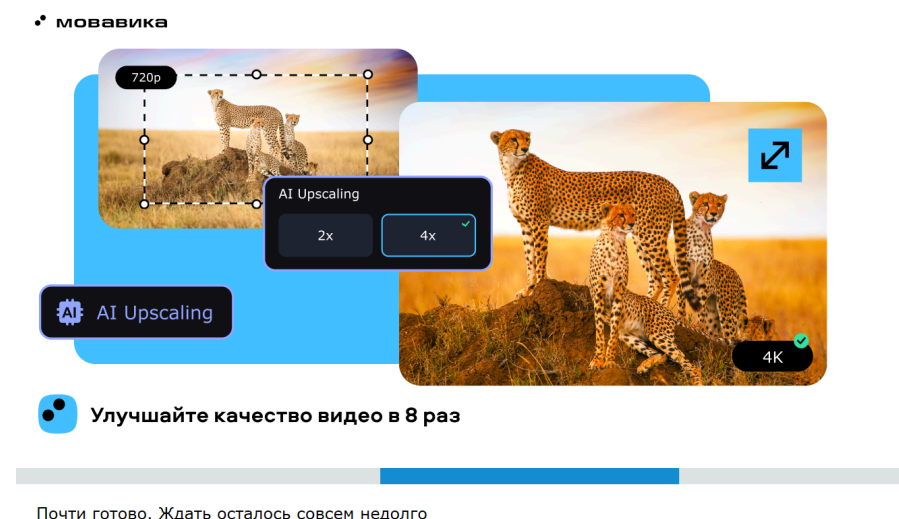 мовавика
720p
AI Upscaling
2x
4x
AI
AI Upscaling
4K
Улучшайте качество видео в 8 раз
Почти готово. Ждать осталось совсем недолго